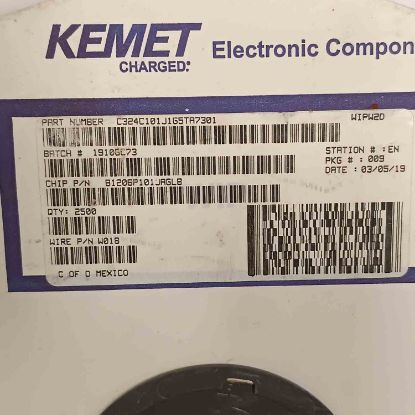 KEMET
CHARGED.
Electronic Compon
PART NUMBER C324C101J1G5TA7301 WIPW2D
BATCH # 1910GC73 STATION # : EN
PKG # : 009
CHIP P/N B1206P101JAGLB DATE : 03/05/19
QTY: 2500
WIRE P/N W018
C OF O MEXICO